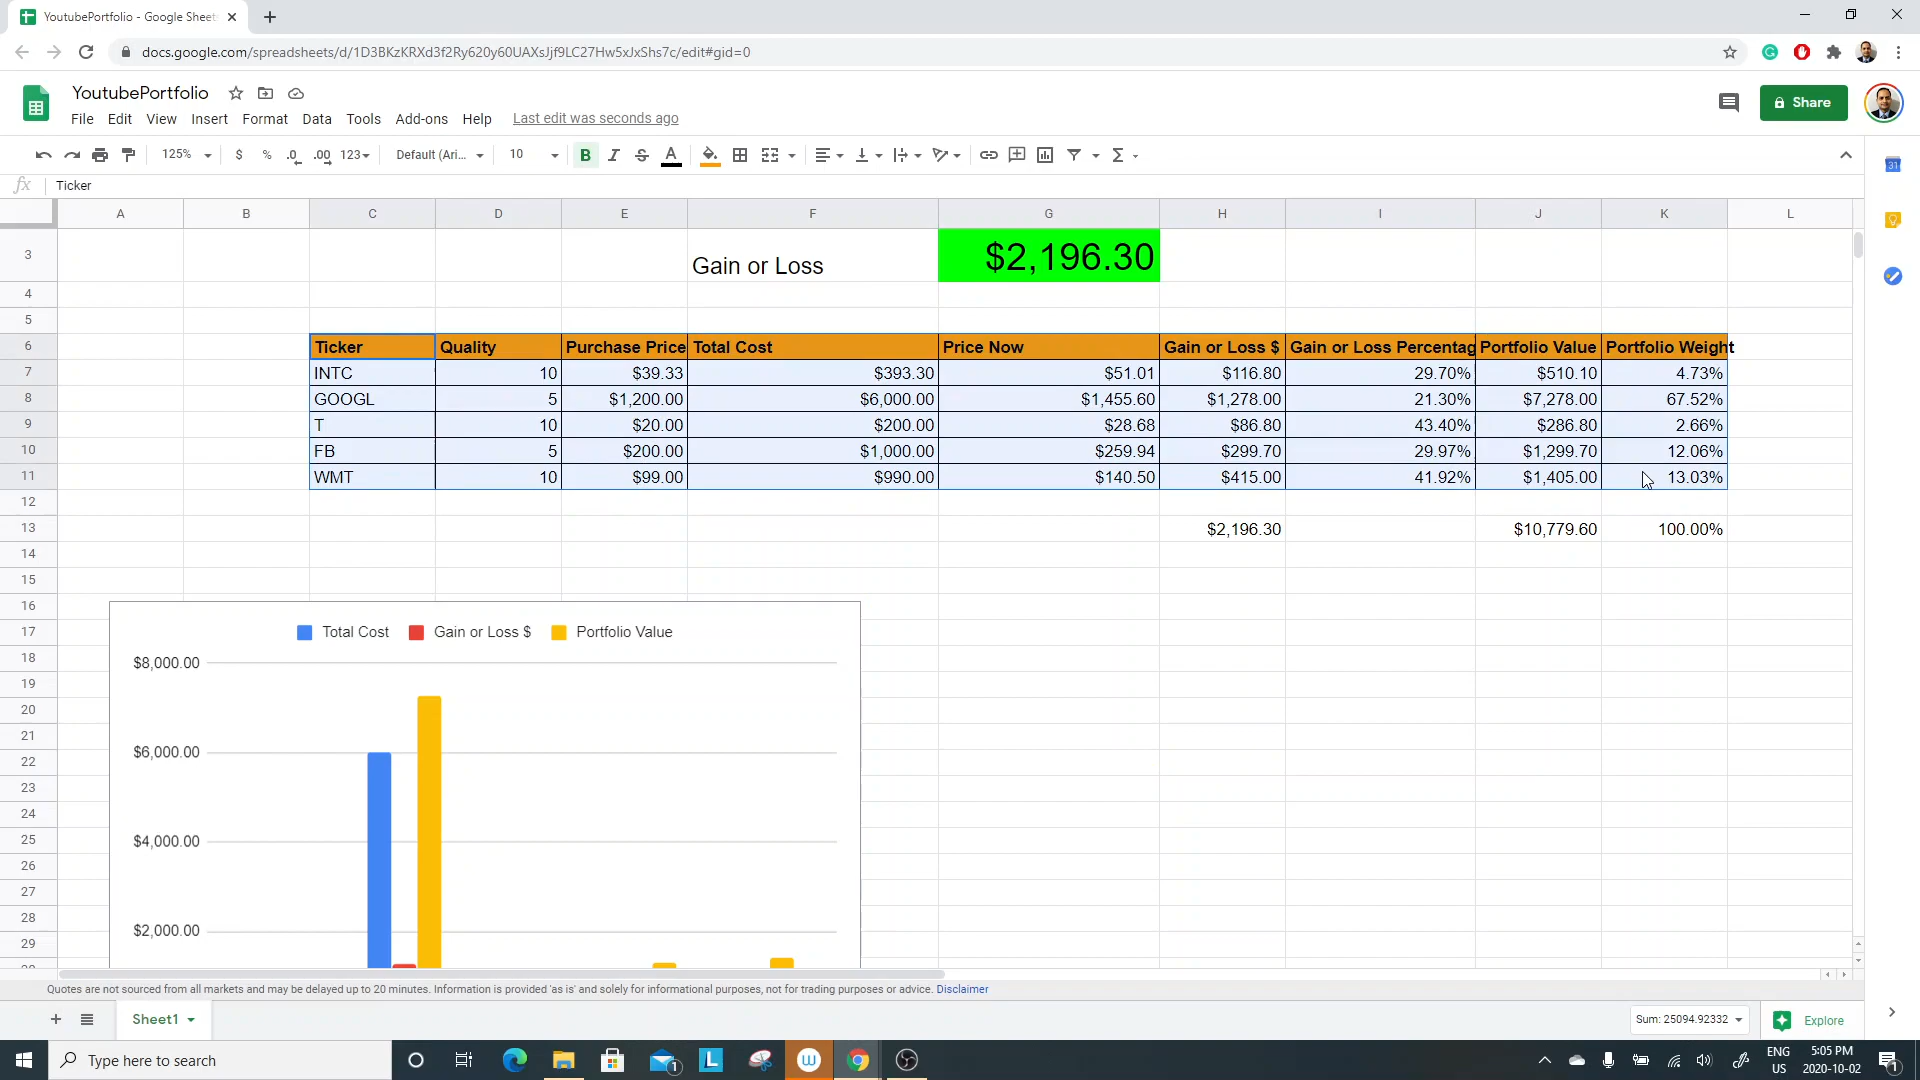 YoutubePortfolio - Google Sheet
docs.google.com/spreadsheets/d/1D3BKzKRXd3f2Ry620y60UAXsJjf9LC27Hw5xJxShs7c/edit#gid=0
YoutubePortfolio
Share
File Edit View Insert Format Data Tools Add-ons Help Last edit was seconds ago
125% $ % .0 .00 123 Default (Ari... 10 B I S A Σ
fx Ticker
31
A B C D E F G H I J K L
3 Gain or Loss $2,196.30
4
5
6 Ticker Quality Purchase Price Total Cost Price Now Gain or Loss $ Gain or Loss Percentag Portfolio Value Portfolio Weight
7 INTC 10 $39.33 $393.30 $51.01 $116.80 29.70% $510.10 4.73%
8 GOOGL 5 $1,200.00 $6,000.00 $1,455.60 $1,278.00 21.30% $7,278.00 67.52%
9 T 10 $20.00 $200.00 $28.68 $86.80 43.40% $286.80 2.66%
10 FB 5 $200.00 $1,000.00 $259.94 $299.70 29.97% $1,299.70 12.06%
11 WMT 10 $99.00 $990.00 $140.50 $415.00 41.92% $1,405.00 13.03%
12
13 $2,196.30 $10,779.60 100.00%
14
15
16
17 Total Cost Gain or Loss $ Portfolio Value
18 $8,000.00
19
20
21
22 $6,000.00
23
24
25 $4,000.00
26
27
28 $2,000.00
29
Quotes are not sourced from all markets and may be delayed up to 20 minutes. Information is provided 'as is' and solely for informational purposes, not for trading purposes or advice. Disclaimer
Sheet1 Sum: 25094.92332 Explore
Type here to search
1
L
W
ENG
US
5:05 PM
2020-10-02
1